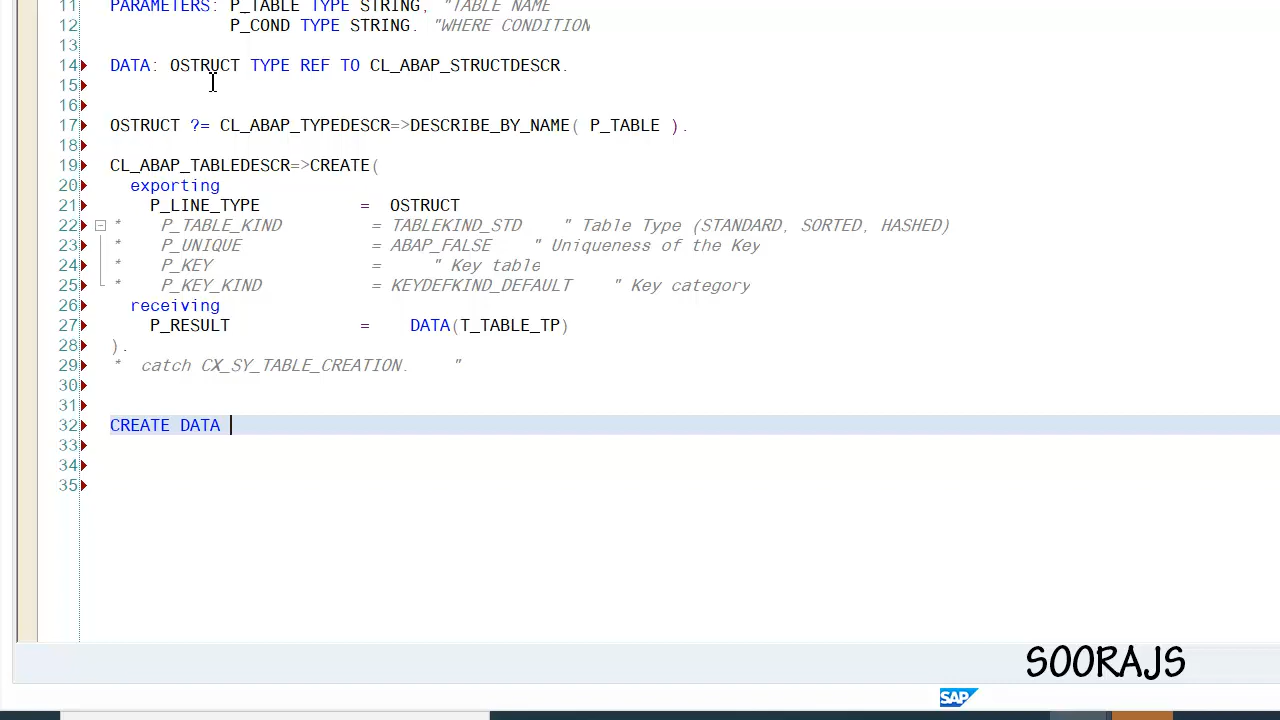 11 PARAMETERS: P_TABLE TYPE STRING, "TABLE NAME
12 P_COND TYPE STRING. "WHERE CONDITION
13
14 DATA: OSTRUCT TYPE REF TO CL_ABAP_STRUCTDESCR.
15
16
17 OSTRUCT ?= CL_ABAP_TYPEDESCR=>DESCRIBE_BY_NAME( P_TABLE ).
18
19 CL_ABAP_TABLEDESCR=>CREATE(
20 exporting
21 P_LINE_TYPE = OSTRUCT
22 * P_TABLE_KIND = TABLEKIND_STD " Table Type (STANDARD, SORTED, HASHED)
23 * P_UNIQUE = ABAP_FALSE " Uniqueness of the Key
24 * P_KEY = " Key table
25 * P_KEY_KIND = KEYDEFKIND_DEFAULT " Key category
26 receiving
27 P_RESULT = DATA(T_TABLE_TP)
28 ).
29 * catch CX_SY_TABLE_CREATION. "
30
31
32 CREATE DATA
33
34
35
SOORAJS
SAP